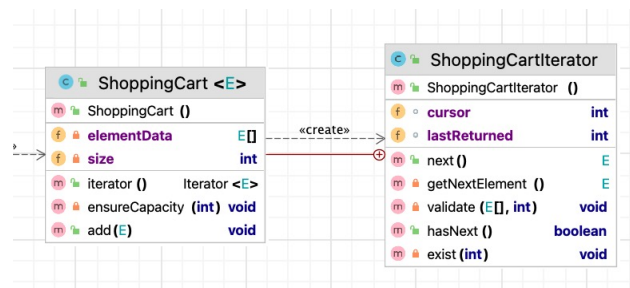 ShoppingCart <E>
ShoppingCart ()
elementData E[]
size int
iterator () Iterator <E>
ensureCapacity (int) void
add (E) void
«create»
ShoppingCartIterator
ShoppingCartIterator ()
cursor int
lastReturned int
next () E
getNextElement () E
validate (E[], int) void
hasNext () boolean
exist (int) void